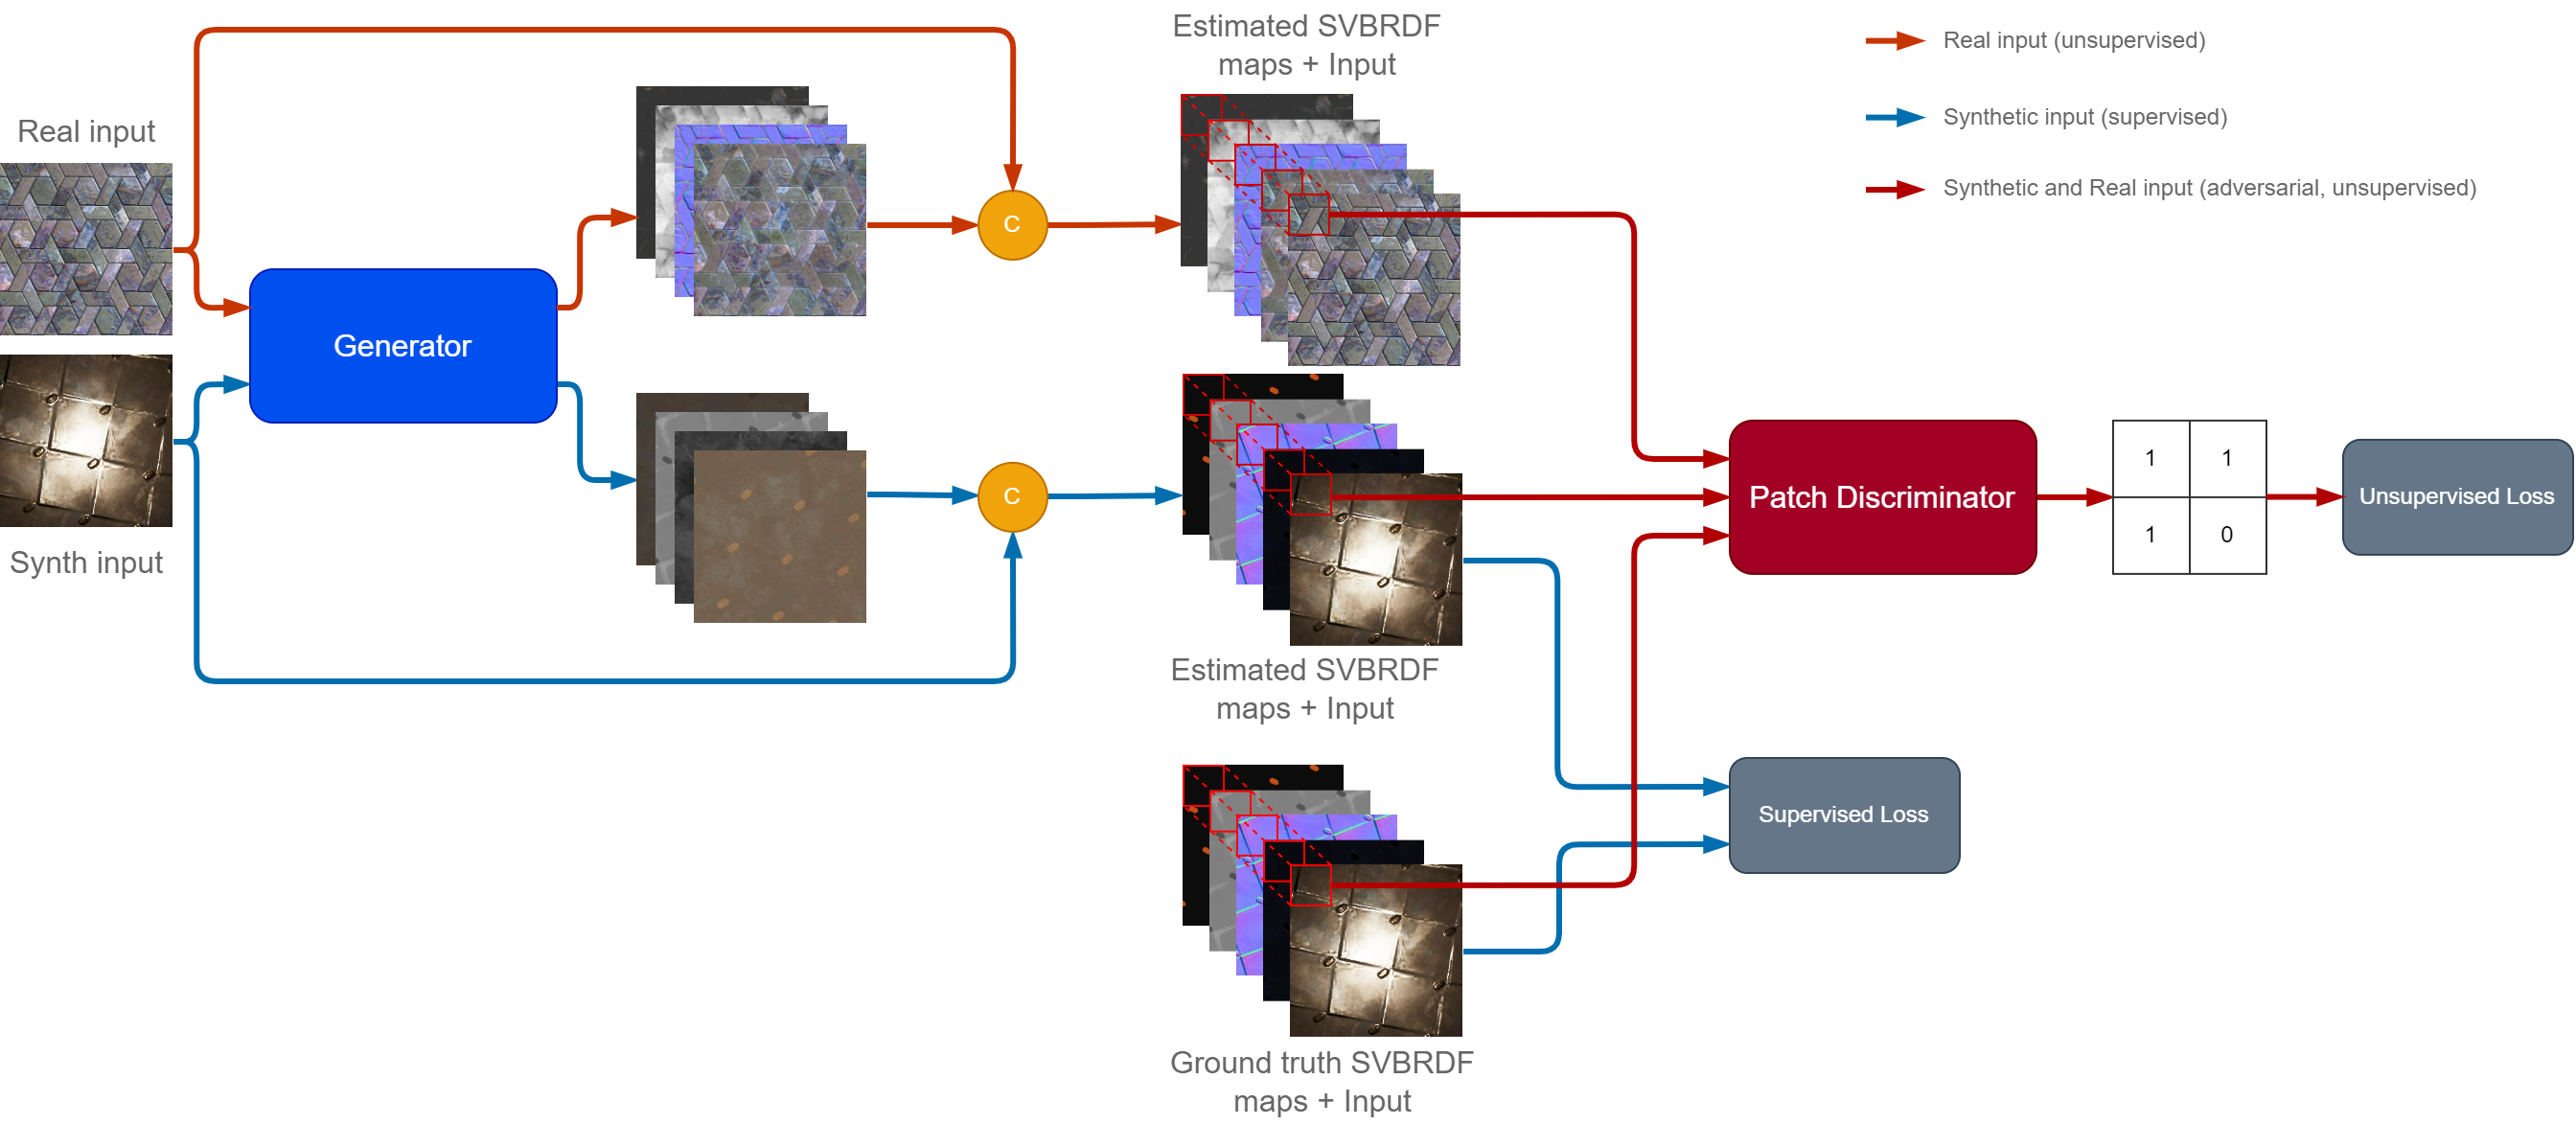 Estimated SVBRDF
maps + Input
Real input (unsupervised)
Synthetic input (supervised)
Synthetic and Real input (adversarial, unsupervised)
Real input
C
Generator
Synth input
C
Estimated SVBRDF
maps + Input
Patch Discriminator
1 1
1 0
Unsupervised Loss
Supervised Loss
Ground truth SVBRDF
maps + Input